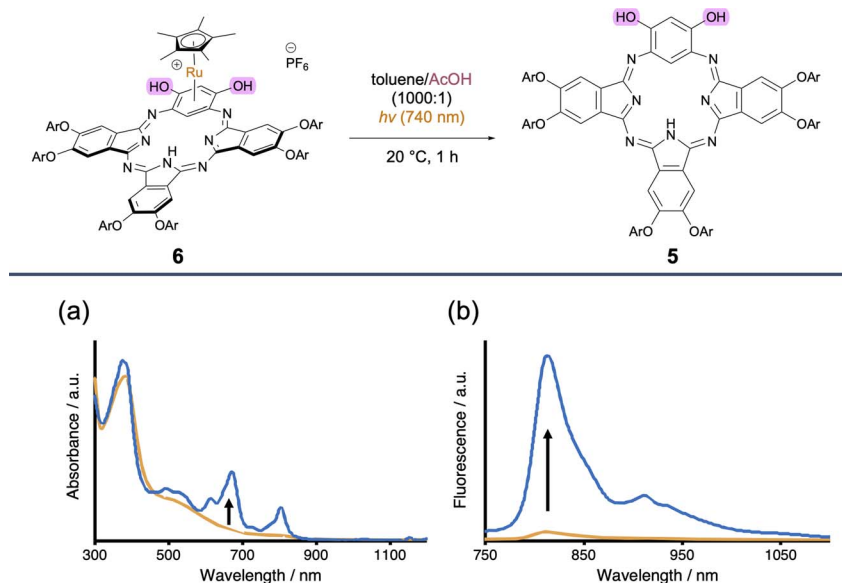 HO
OH
Ru
⊕
⊖
PF6
HO
OH
N
N
N
N
H
N
N
N
ArO
ArO
OAr
OAr
ArO
OAr
6
toluene/AcOH
(1000:1)
hν (740 nm)
20 °C, 1 h
N
N
N
N
NH
N
N
ArO
ArO
OAr
OAr
ArO
OAr
5
(a)
Absorbance / a.u.
300
500
700
900
1100
Wavelength / nm
(b)
Fluorescence / a.u.
750
850
950
1050
Wavelength / nm